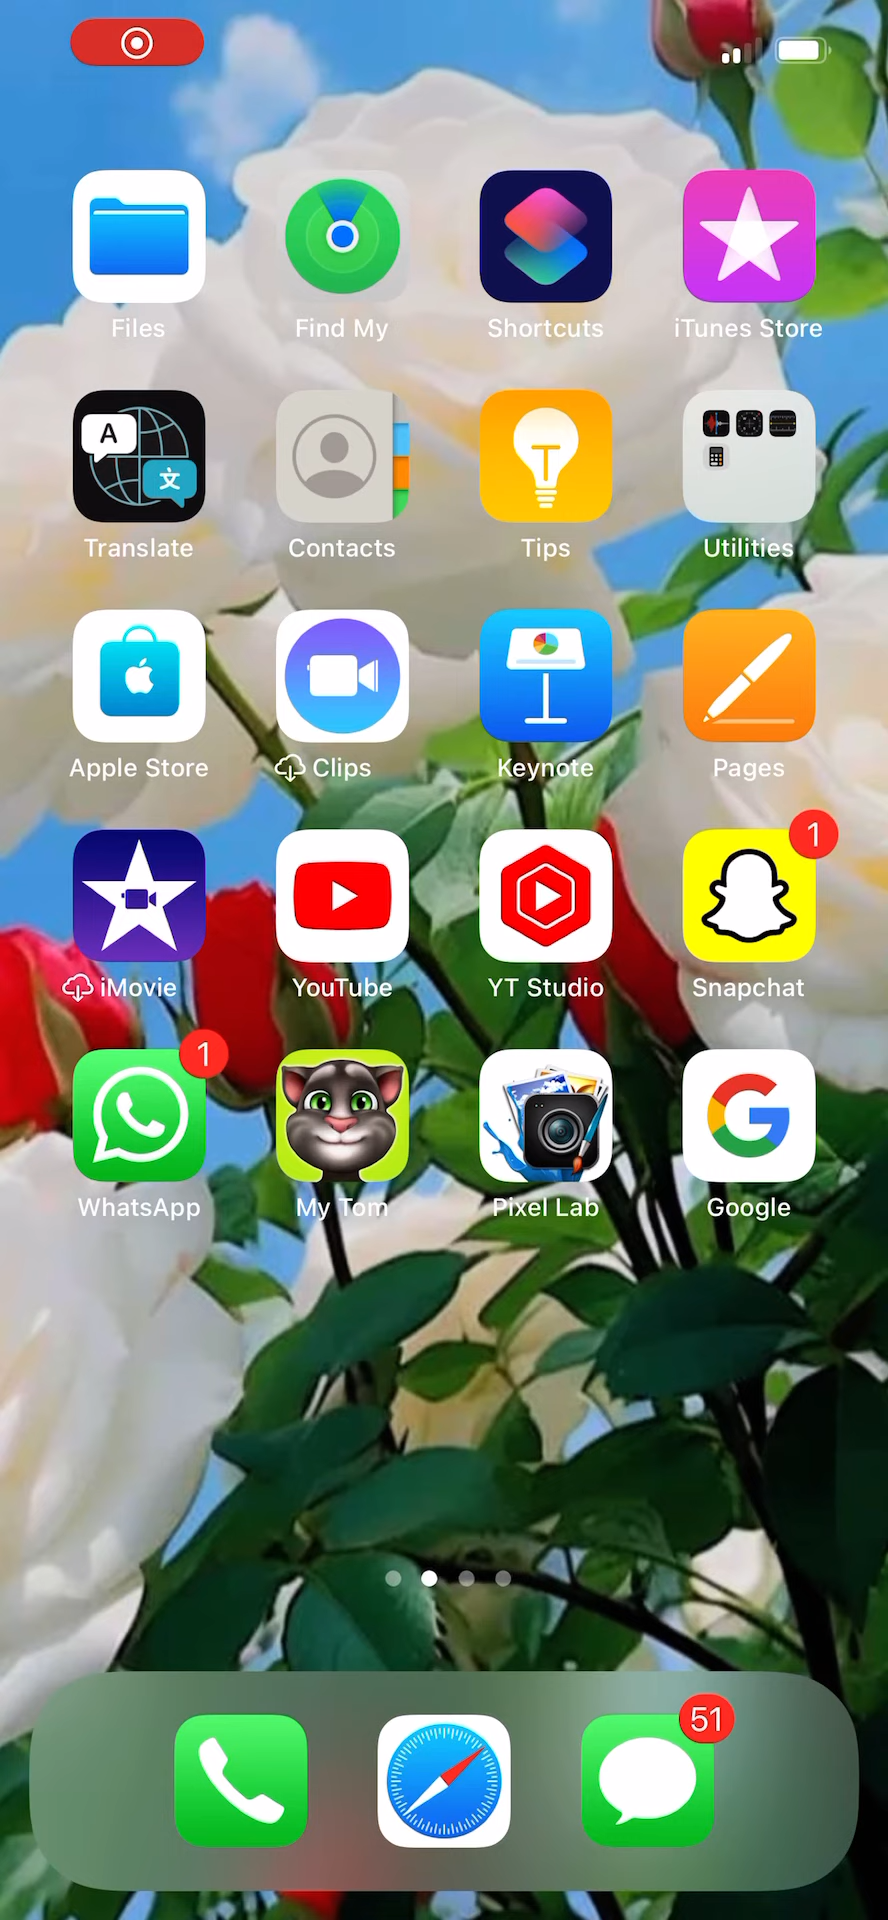 Files
Find My
Shortcuts
iTunes Store
A
文
Translate
Contacts
T
Tips
Utilities
Apple Store
Clips
Keynote
Pages
1
iMovie
YouTube
YT Studio
Snapchat
1
WhatsApp
My Tom
Pixel Lab
G
Google
51